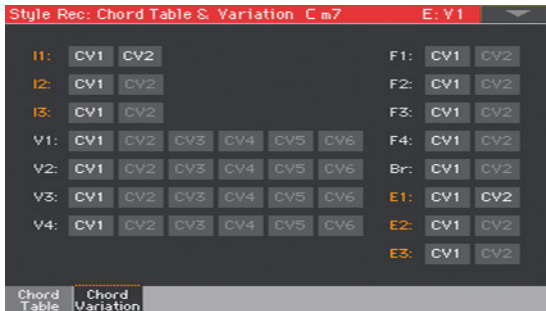 Style Rec: Chord Table & Variation C m7 E: V1
I1: CV1 CV2 F1: CV1 CV2
I2: CV1 CV2 F2: CV1 CV2
I3: CV1 CV2 F3: CV1 CV2
V1: CV1 CV2 CV3 CV4 CV5 CV6 F4: CV1 CV2
V2: CV1 CV2 CV3 CV4 CV5 CV6 Br: CV1 CV2
V3: CV1 CV2 CV3 CV4 CV5 CV6 E1: CV1 CV2
V4: CV1 CV2 CV3 CV4 CV5 CV6 E2: CV1 CV2
E3: CV1 CV2
Chord Chord
Table Variation